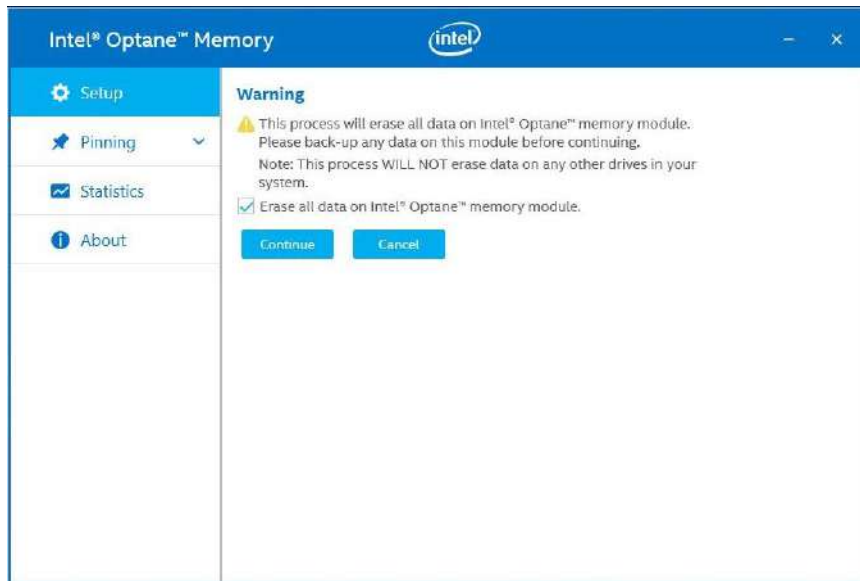 Intel® Optane™ Memory
intel
Setup
Pinning
Statistics
About
Warning
This process will erase all data on Intel® Optane™ memory module.
Please back-up any data on this module before continuing.
Note: This process WILL NOT erase data on any other drives in your
system.
Erase all data on Intel® Optane™ memory module.
Continue
Cancel